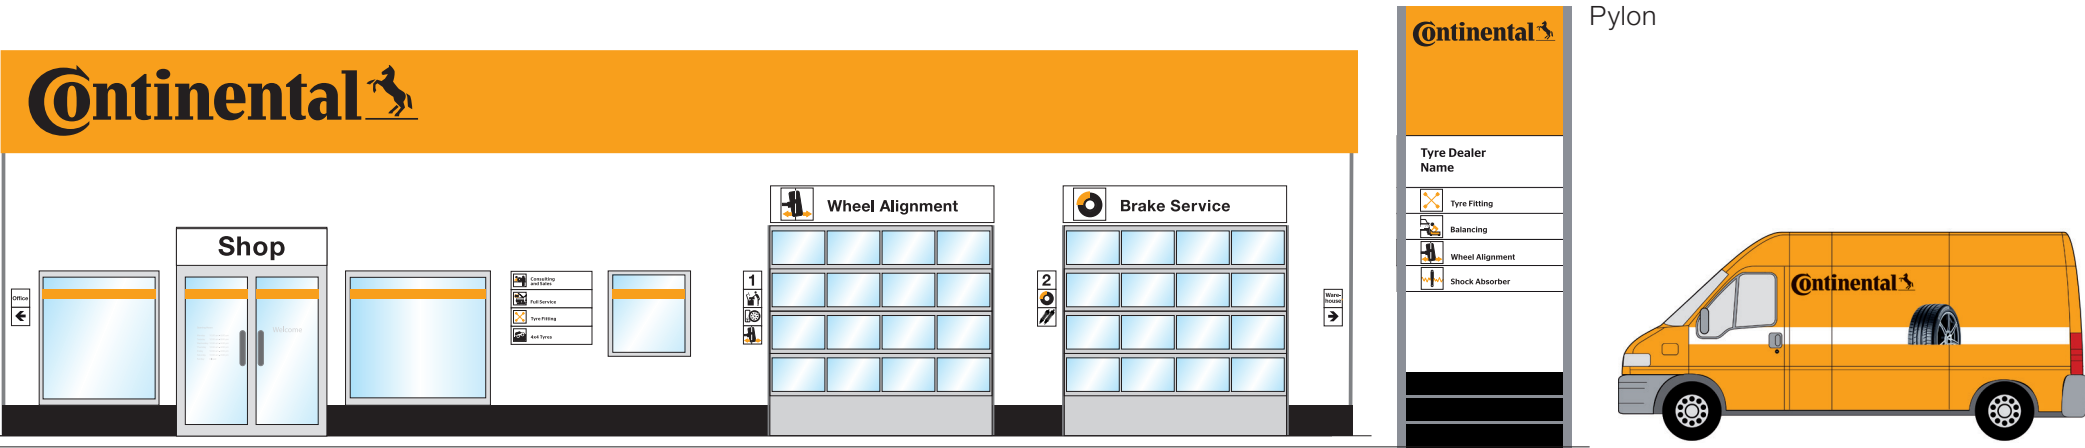 Continental
Office
Shop
Welcome
Consulting
and Sales
Full Service
Tyre Fitting
4x4 Tyres
1
Wheel Alignment
2
Brake Service
Ware-
house
Continental
Tyre Dealer
Name
Tyre Fitting
Balancing
Wheel Alignment
Shock Absorber
Pylon
Continental